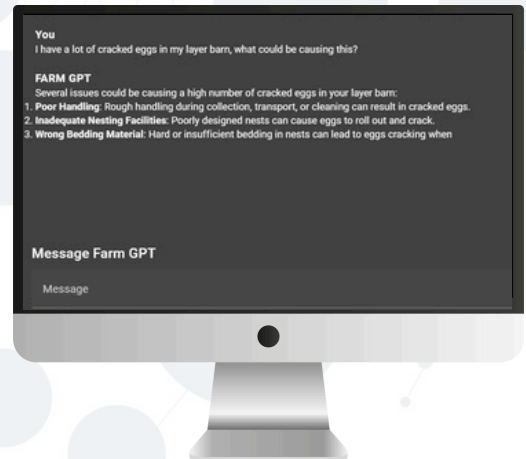 You
I have a lot of cracked eggs in my layer barn, what could be causing this?
FARM GPT
Several issues could be causing a high number of cracked eggs in your layer barn:
1. Poor Handling: Rough handling during collection, transport, or cleaning can result in cracked eggs.
2. Inadequate Nesting Facilities: Poorly designed nests can cause eggs to roll out and crack.
3. Wrong Bedding Material: Hard or insufficient bedding in nests can lead to eggs cracking when
Message Farm GPT
Message